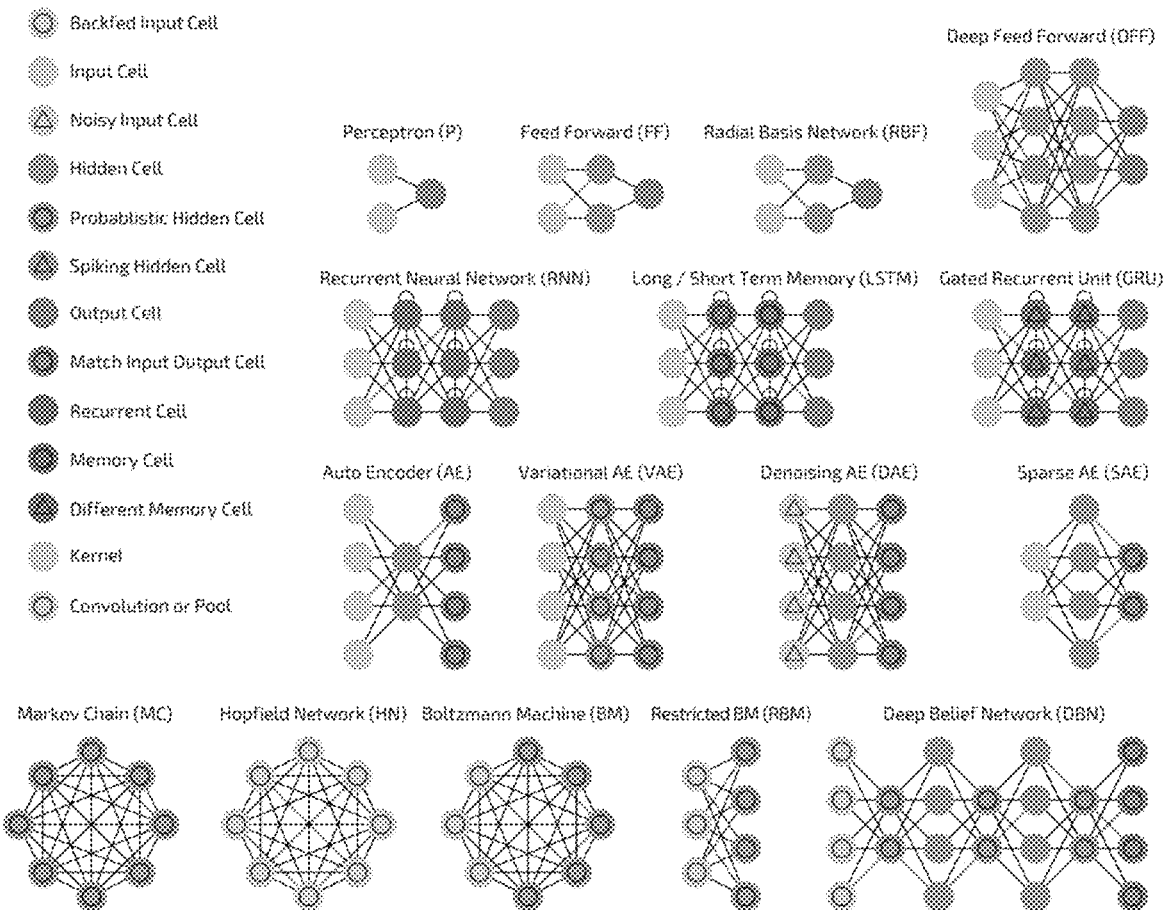 Backfed Input Cell
Input Cell
Noisy Input Cell
Hidden Cell
Probablistic Hidden Cell
Spiking Hidden Cell
Output Cell
Match Input Output Cell
Recurrent Cell
Memory Cell
Different Memory Cell
Kernel
Convolution or Pool
Deep Feed Forward (DFF)
Perceptron (P)
Feed Forward (FF)
Radial Basis Network (RBF)
Recurrent Neural Network (RNN)
Long / Short Term Memory (LSTM)
Gated Recurrent Unit (GRU)
Auto Encoder (AE)
Variational AE (VAE)
Denoising AE (DAE)
Sparse AE (SAE)
Markov Chain (MC)
Hopfield Network (HN)
Boltzmann Machine (BM)
Restricted BM (RBM)
Deep Belief Network (DBN)